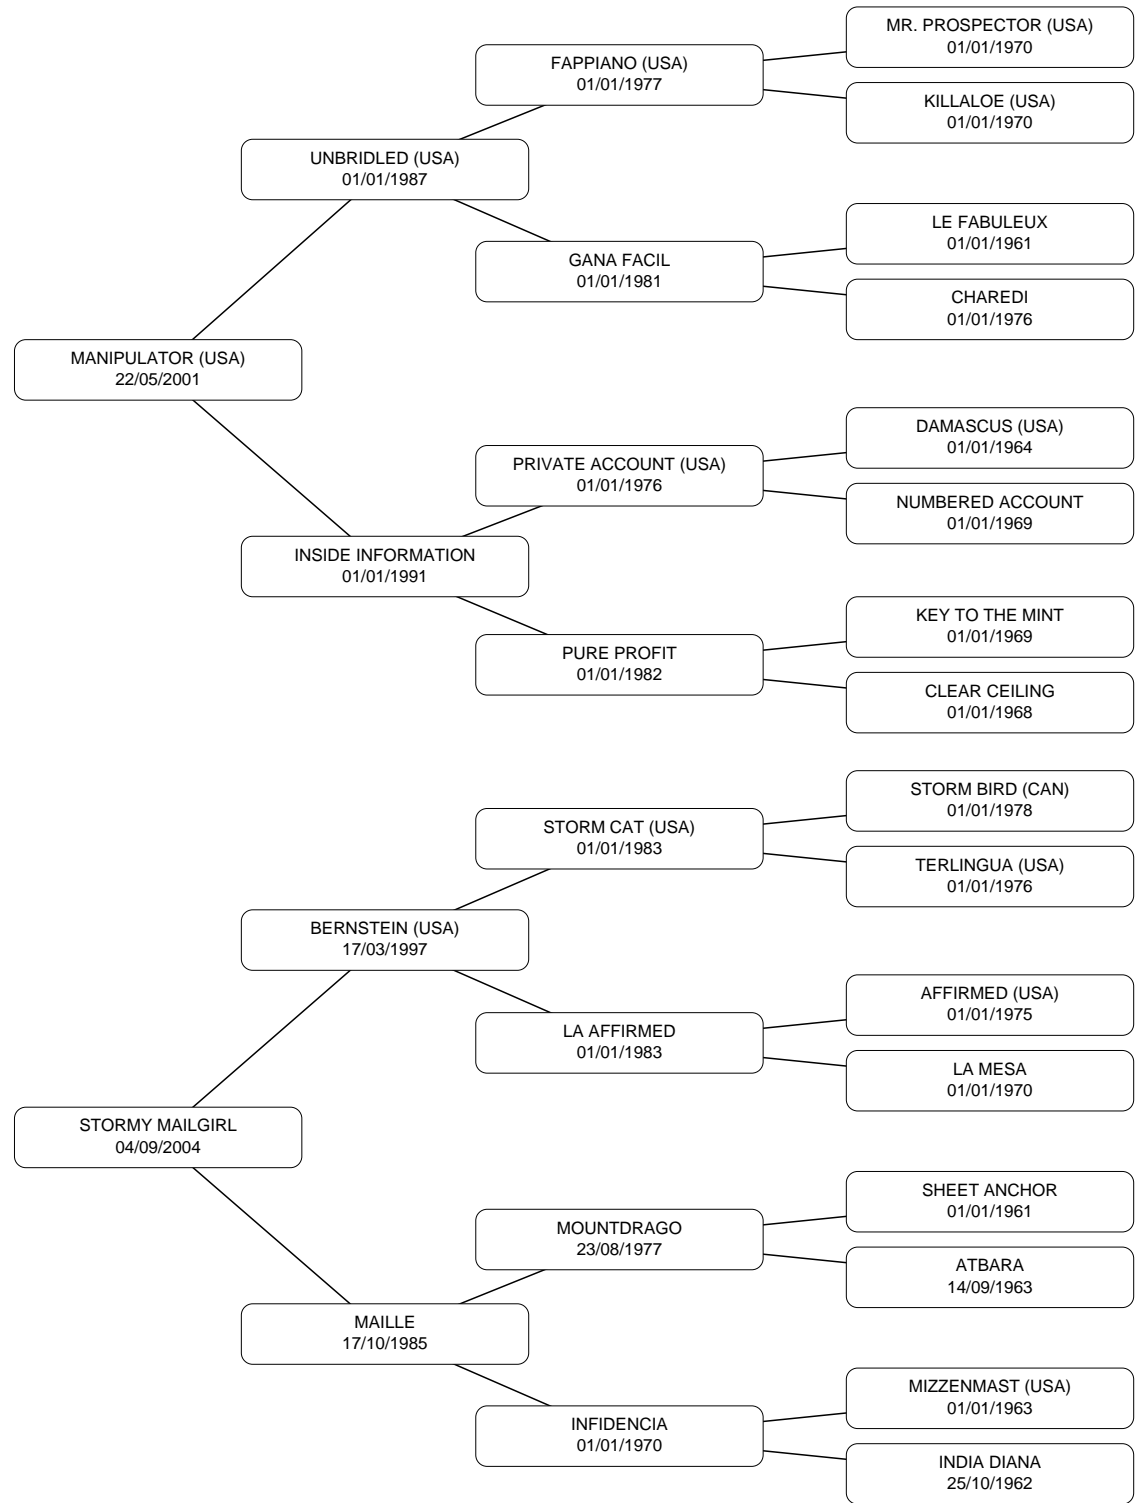 MR. PROSPECTOR (USA)
01/01/1970
FAPPIANO (USA)
01/01/1977
KILLALOE (USA)
01/01/1970
UNBRIDLED (USA)
01/01/1987
LE FABULEUX
01/01/1961
GANA FACIL
01/01/1981
CHAREDI
01/01/1976
MANIPULATOR (USA)
22/05/2001
DAMASCUS (USA)
01/01/1964
PRIVATE ACCOUNT (USA)
01/01/1976
NUMBERED ACCOUNT
01/01/1969
INSIDE INFORMATION
01/01/1991
KEY TO THE MINT
01/01/1969
PURE PROFIT
01/01/1982
CLEAR CEILING
01/01/1968
STORM BIRD (CAN)
01/01/1978
STORM CAT (USA)
01/01/1983
TERLINGUA (USA)
01/01/1976
BERNSTEIN (USA)
17/03/1997
AFFIRMED (USA)
01/01/1975
LA AFFIRMED
01/01/1983
LA MESA
01/01/1970
STORMY MAILGIRL
04/09/2004
SHEET ANCHOR
01/01/1961
MOUNTDRAGO
23/08/1977
ATBARA
14/09/1963
MAILLE
17/10/1985
MIZZENMAST (USA)
01/01/1963
INFIDENCIA
01/01/1970
INDIA DIANA
25/10/1962